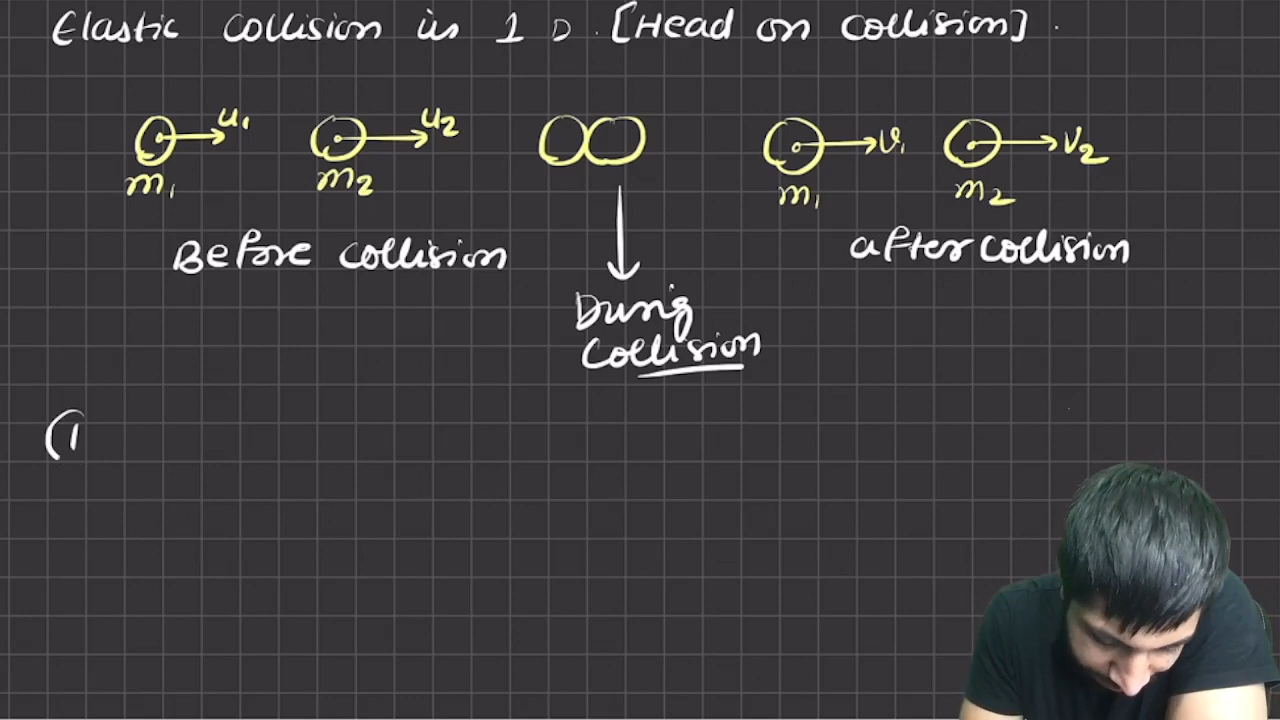 Elastic collision in 1 D. [Head on collision].
u1 u2 v1 v2
m1 m2 m1 m2
Before collision
after collision
During
Collision
(1